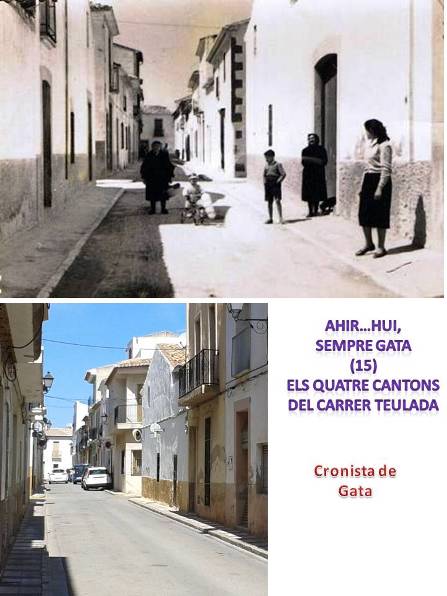 AHIR...HUI,
SEMPRE GATA
(15)
ELS QUATRE CANTONS
DEL CARRER TEULADA
Cronista de
Gata